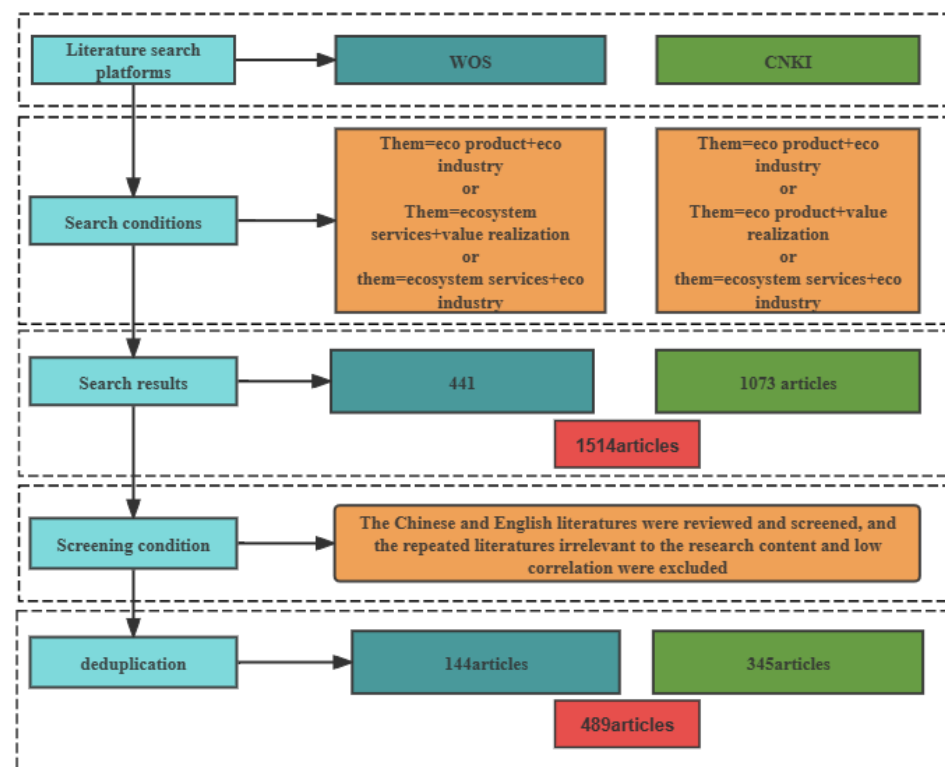 Literature search
platforms
WOS
CNKI
Search conditions
Them=eco product+eco
industry
or
Them=ecosystem
services+value realization
or
them=ecosystem services+eco
industry
Them=eco product+eco
industry
or
Them=eco product+value
realization
or
them=ecosystem services+eco
industry
Search results
441
1073 articles
1514articles
Screening condition
The Chinese and English literatures were reviewed and screened, and
the repeated literatures irrelevant to the research content and low
correlation were excluded
deduplication
144articles
345articles
489articles